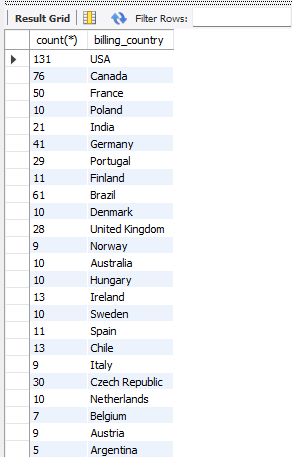 Result Grid Filter Rows:
count(*) billing_country
131 USA
76 Canada
50 France
10 Poland
21 India
41 Germany
29 Portugal
11 Finland
61 Brazil
10 Denmark
28 United Kingdom
9 Norway
10 Australia
10 Hungary
13 Ireland
10 Sweden
11 Spain
13 Chile
9 Italy
30 Czech Republic
10 Netherlands
7 Belgium
9 Austria
5 Argentina